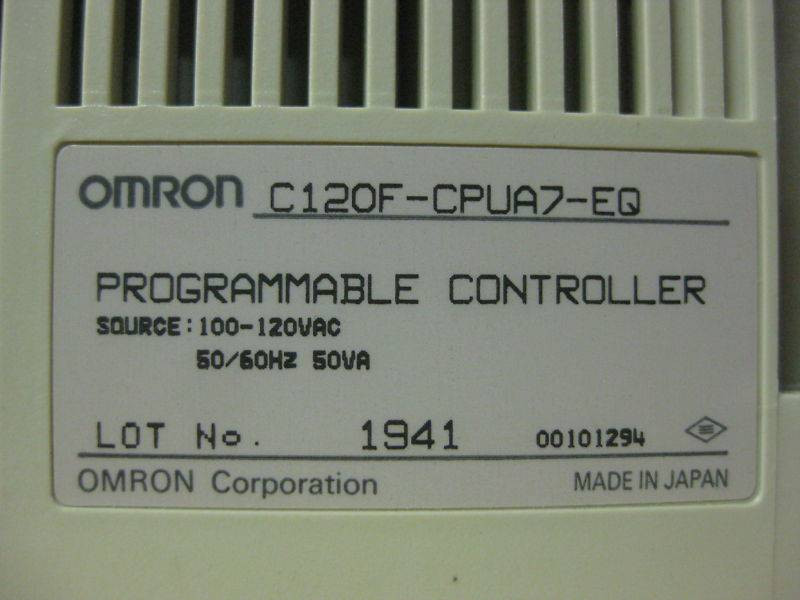 OMRON C120F-CPUA7-EQ
PROGRAMMABLE CONTROLLER
SOURCE: 100-120VAC
50/60Hz 50VA
LOT No. 1941 00101294
OMRON Corporation MADE IN JAPAN